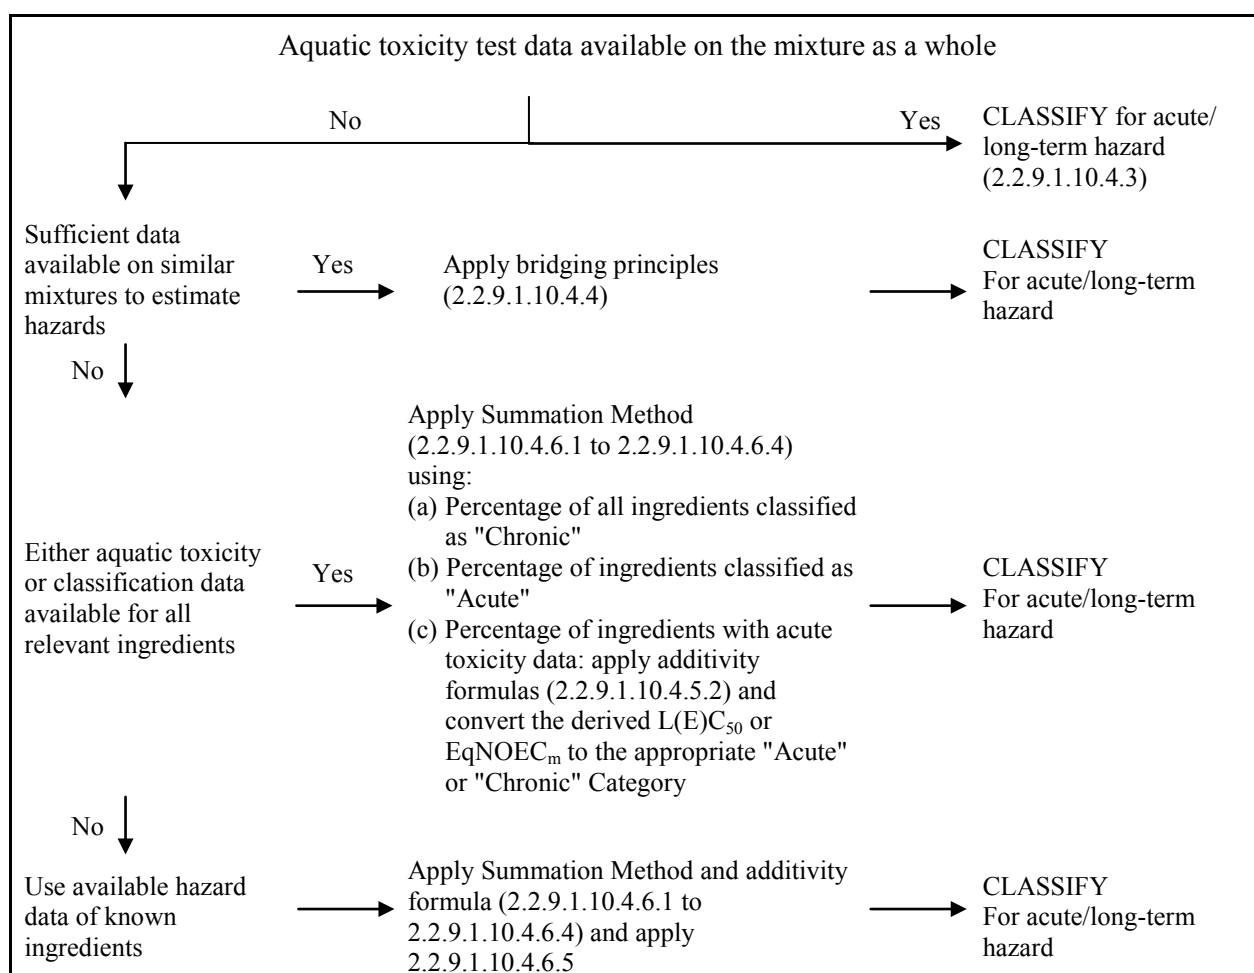 Aquatic toxicity test data available on the mixture as a whole
No
Yes
CLASSIFY for acute/
long-term hazard
(2.2.9.1.10.4.3)
Sufficient data
available on similar
mixtures to estimate
hazards
Yes
Apply bridging principles
(2.2.9.1.10.4.4)
CLASSIFY
For acute/long-term
hazard
No
Either aquatic toxicity
or classification data
available for all
relevant ingredients
Yes
Apply Summation Method
(2.2.9.1.10.4.6.1 to 2.2.9.1.10.4.6.4)
using:
(a) Percentage of all ingredients classified
as "Chronic"
(b) Percentage of ingredients classified as
"Acute"
(c) Percentage of ingredients with acute
toxicity data: apply additivity
formulas (2.2.9.1.10.4.5.2) and
convert the derived L(E)C₅₀ or
EqNOECₘ to the appropriate "Acute"
or "Chronic" Category
CLASSIFY
For acute/long-term
hazard
No
Use available hazard
data of known
ingredients
Apply Summation Method and additivity
formula (2.2.9.1.10.4.6.1 to
2.2.9.1.10.4.6.4) and apply
2.2.9.1.10.4.6.5
CLASSIFY
For acute/long-term
hazard